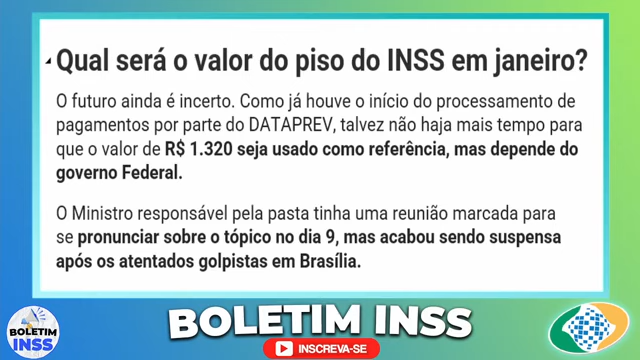 Qual será o valor do piso do INSS em janeiro?
O futuro ainda é incerto. Como já houve o início do processamento de
pagamentos por parte do DATAPREV, talvez não haja mais tempo para
que o valor de R$ 1.320 seja usado como referência, mas depende do
governo Federal.
O Ministro responsável pela pasta tinha uma reunião marcada para
se pronunciar sobre o tópico no dia 9, mas acabou sendo suspensa
após os atentados golpistas em Brasília.
BOLETIM
INSS
BOLETIM INSS
INSCREVA-SE